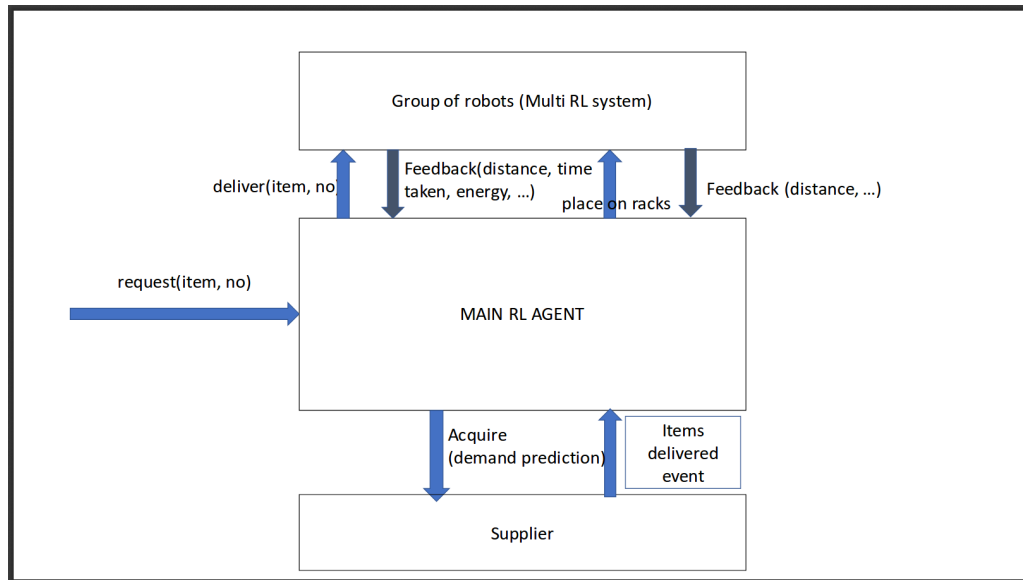 Group of robots (Multi RL system)
deliver(item, no)
Feedback(distance, time
taken, energy, ...)
place on racks
Feedback (distance, ...)
request(item, no)
MAIN RL AGENT
Acquire
(demand prediction)
Items
delivered
event
Supplier